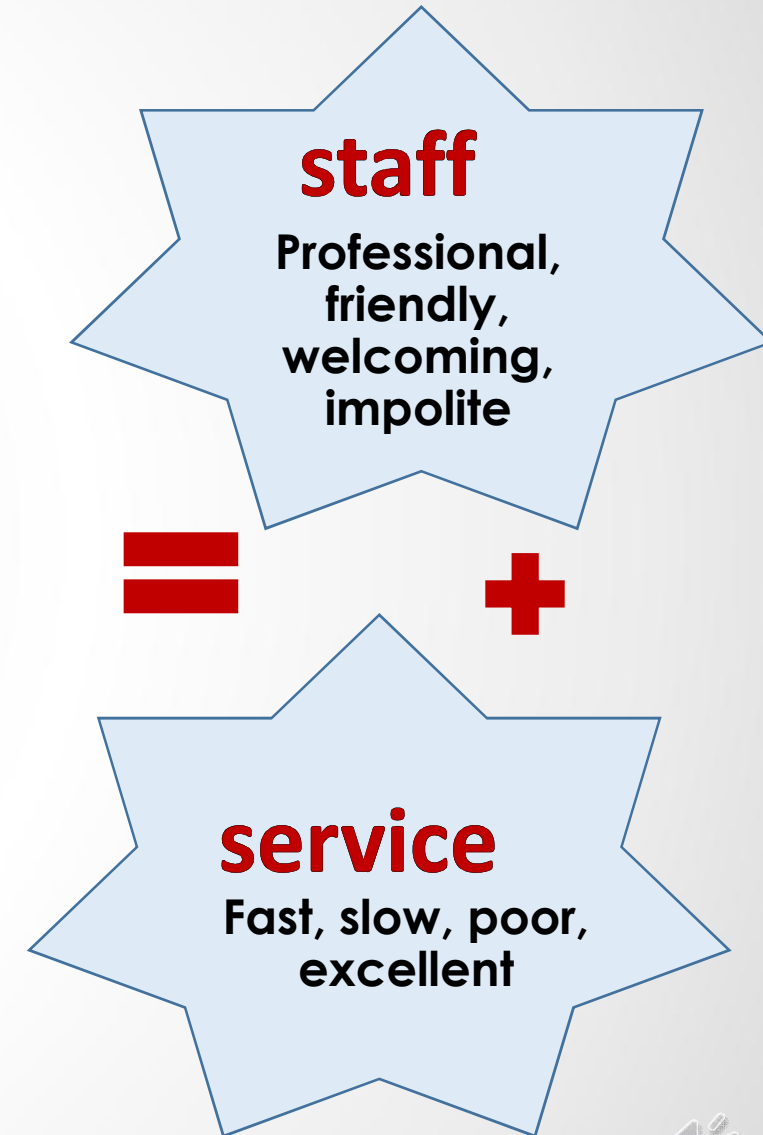 staff
Professional,
friendly,
welcoming,
impolite
=
+
service
Fast, slow, poor,
excellent